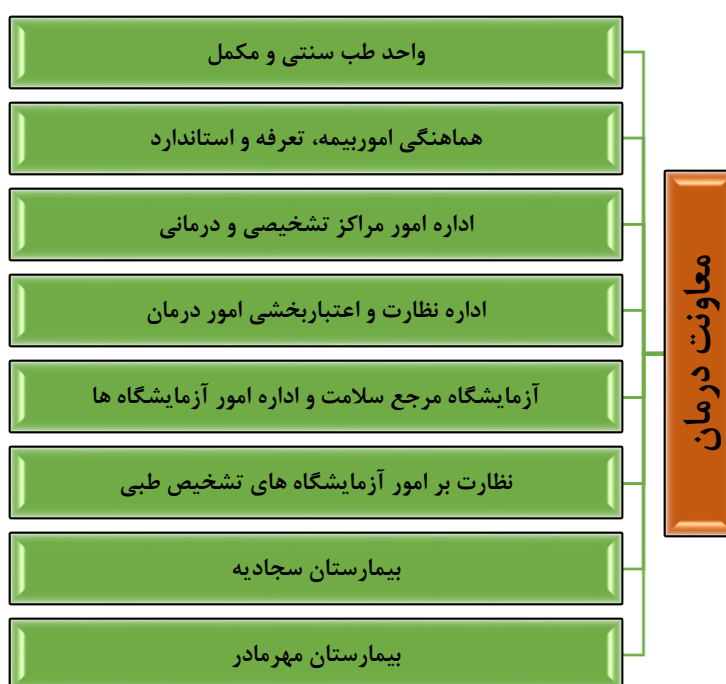 معاونت درمان
واحد طب سنتی و مکمل
هماهنگی اموربیمه، تعرفه و استاندارد
اداره امور مراکز تشخیصی و درمانی
اداره نظارت و اعتباربخشی امور درمان
آزمایشگاه مرجع سلامت و اداره امور آزمایشگاه ها
نظارت بر امور آزمایشگاه های تشخیص طبی
بیمارستان سجادیه
بیمارستان مهرمادر